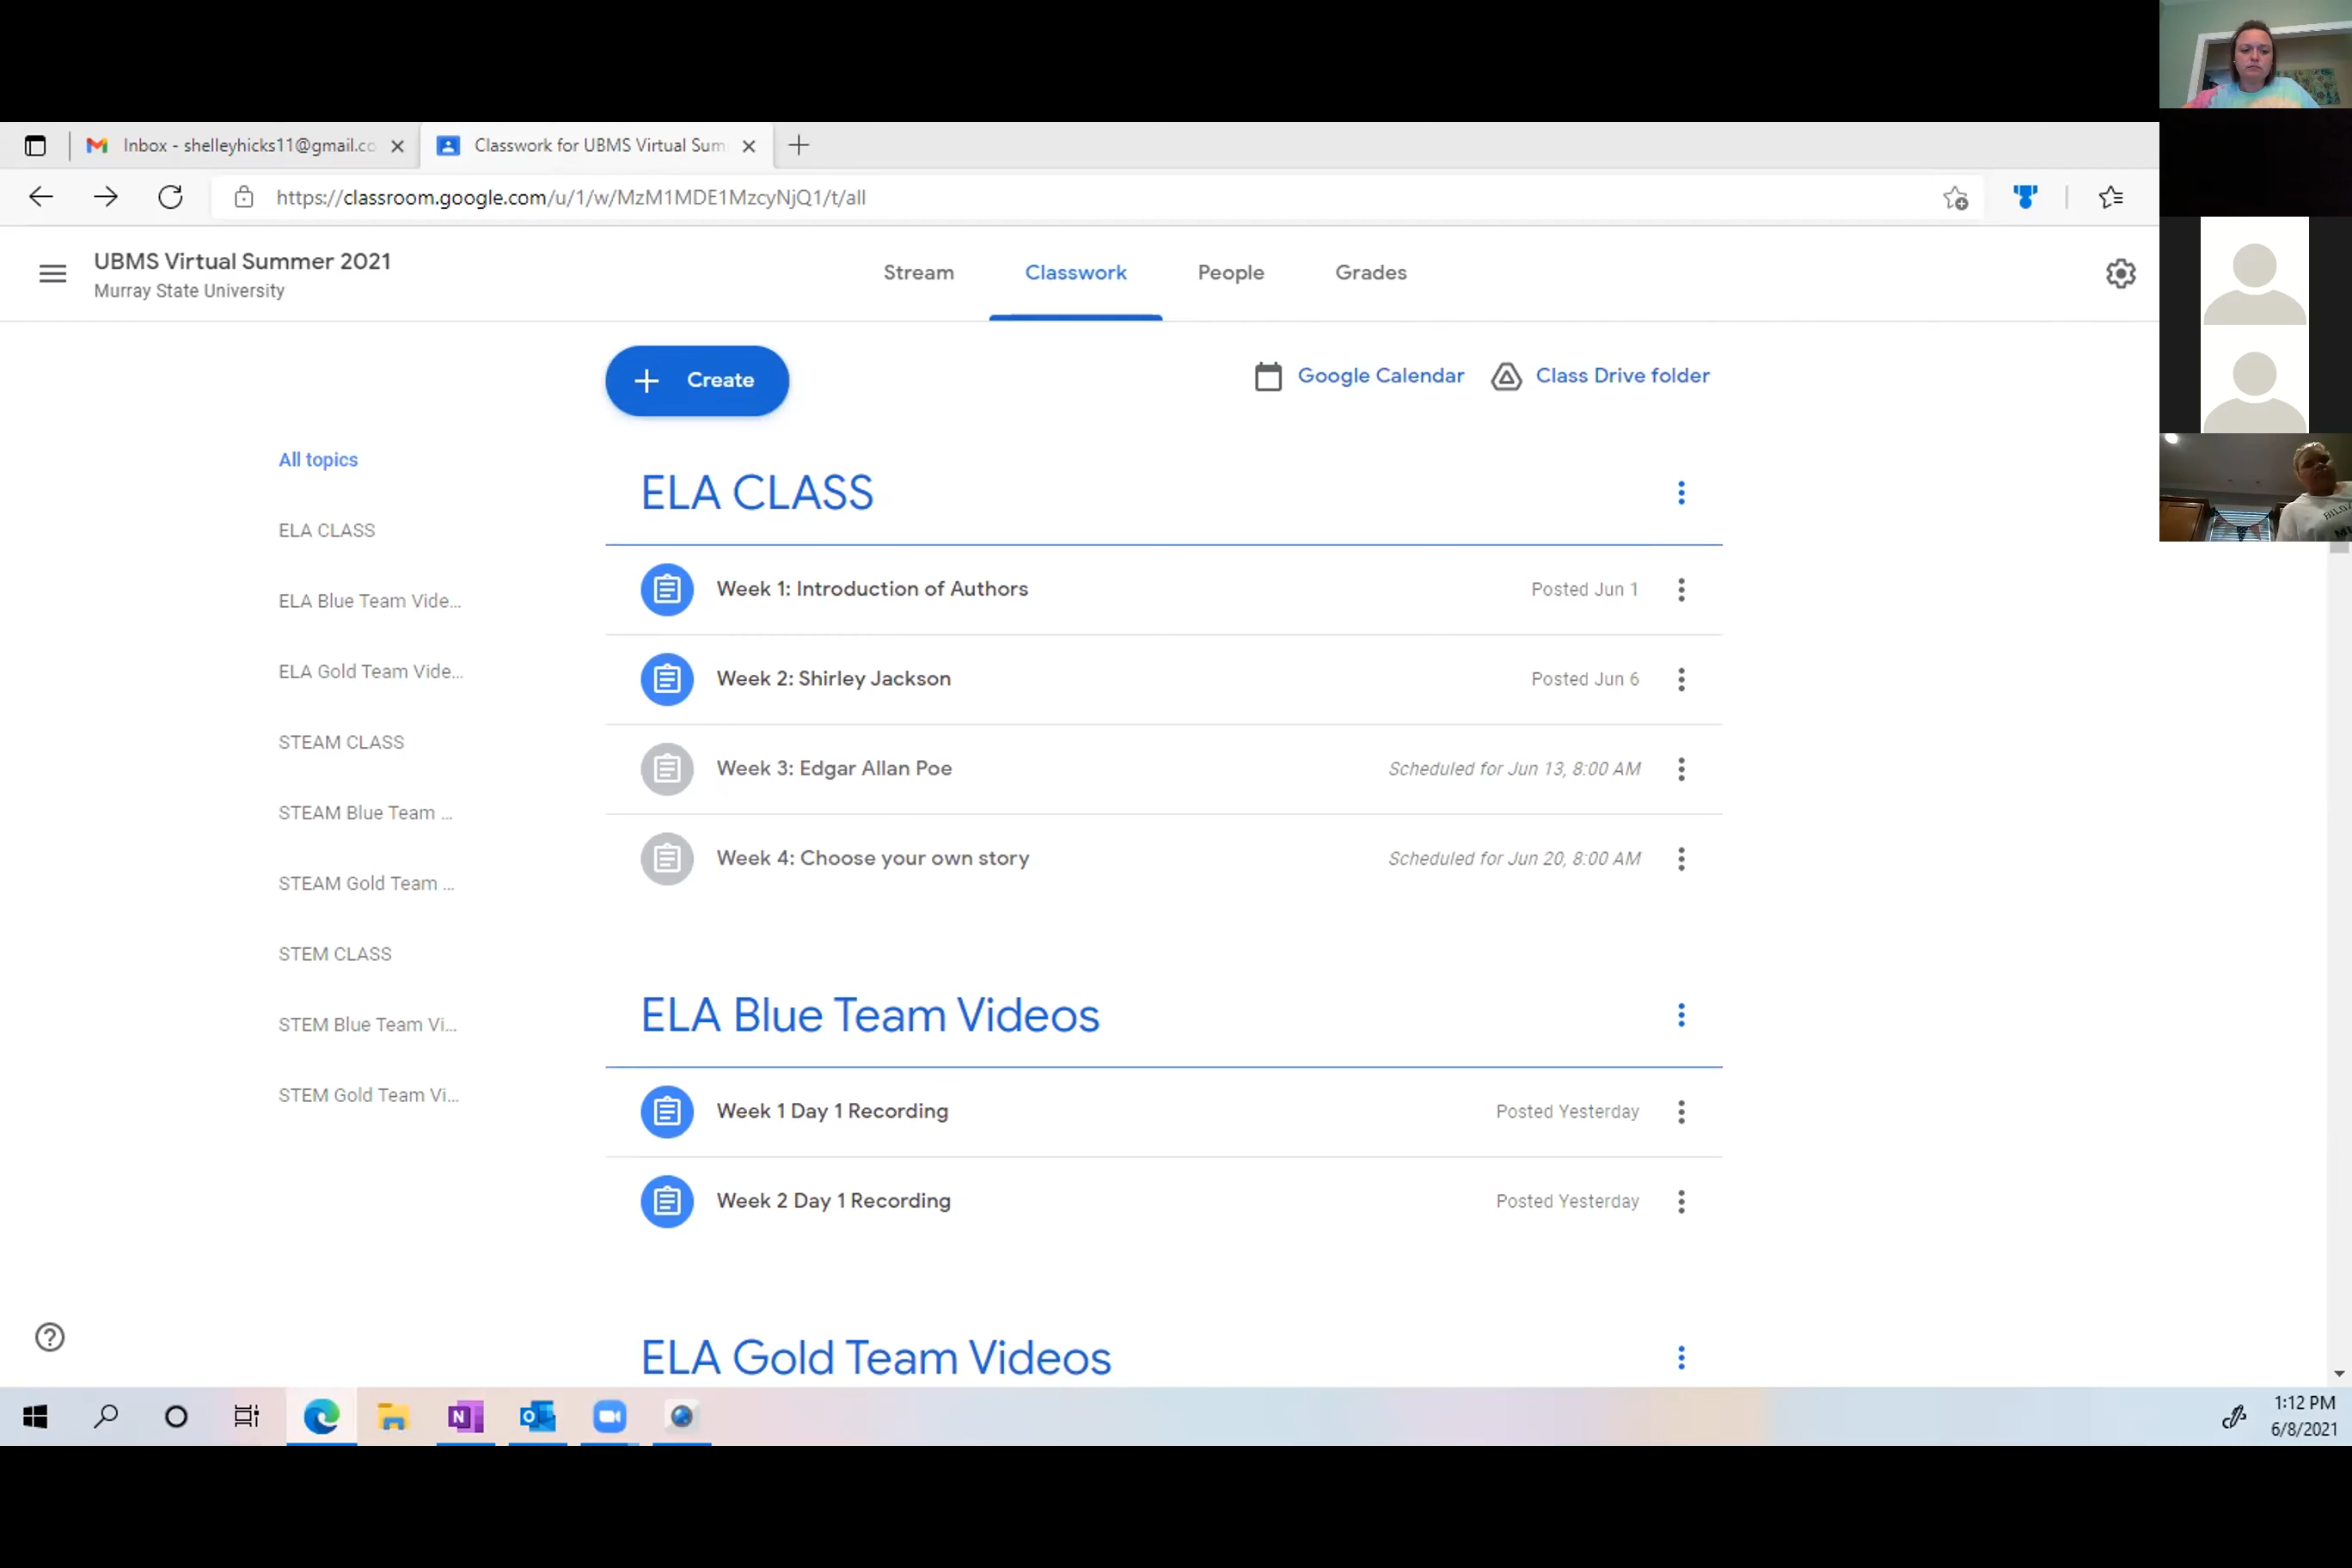 Inbox - shelleyhicks11@gmail.co
Classwork for UBMS Virtual Sum
https://classroom.google.com/u/1/w/MzM1MDE1MzcyNjQ1/t/all
UBMS Virtual Summer 2021
Murray State University
Stream
Classwork
People
Grades
Create
Google Calendar
Class Drive folder
All topics
ELA CLASS
ELA Blue Team Vide...
ELA Gold Team Vide...
STEAM CLASS
STEAM Blue Team ...
STEAM Gold Team ...
STEM CLASS
STEM Blue Team Vi...
STEM Gold Team Vi...
ELA CLASS
Week 1: Introduction of Authors Posted Jun 1
Week 2: Shirley Jackson Posted Jun 6
Week 3: Edgar Allan Poe Scheduled for Jun 13, 8:00 AM
Week 4: Choose your own story Scheduled for Jun 20, 8:00 AM
ELA Blue Team Videos
Week 1 Day 1 Recording Posted Yesterday
Week 2 Day 1 Recording Posted Yesterday
ELA Gold Team Videos
1:12 PM
6/8/2021